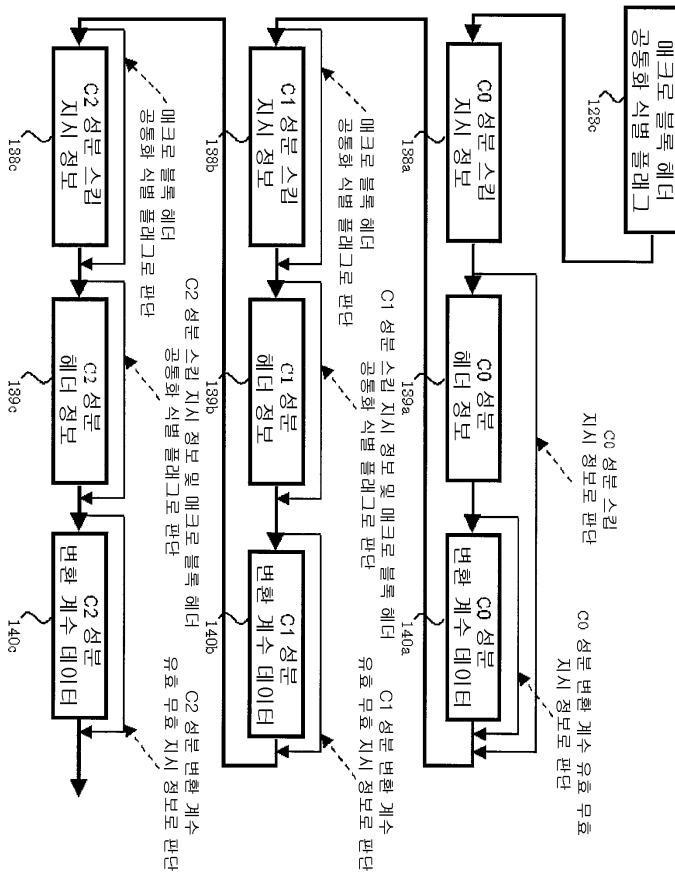 매크로 블록 헤더
공통화 식별 플래그
123c
C0 성분 스킵
지시 정보
138a
C0 성분
헤더 정보
139a
C0 성분
변환 계수 데이터
140a
C0 성분 스킵
지시 정보로 판단
C0 성분 변환 계수 유효 무효
지시 정보로 판단
매크로 블록 헤더
공통화 식별 플래그로 판단
C1 성분 스킵 지시 정보 및 매크로 블록 헤더
공통화 식별 플래그로 판단
C1 성분 변환 계수
유효 무효 지시 정보로 판단
C1 성분 스킵
지시 정보
138b
C1 성분
헤더 정보
139b
C1 성분
변환 계수 데이터
140b
매크로 블록 헤더
공통화 식별 플래그로 판단
C2 성분 스킵 지시 정보 및 매크로 블록 헤더
공통화 식별 플래그로 판단
C2 성분 변환 계수
유효 무효 지시 정보로 판단
C2 성분 스킵
지시 정보
138c
C2 성분
헤더 정보
139c
C2 성분
변환 계수 데이터
140c